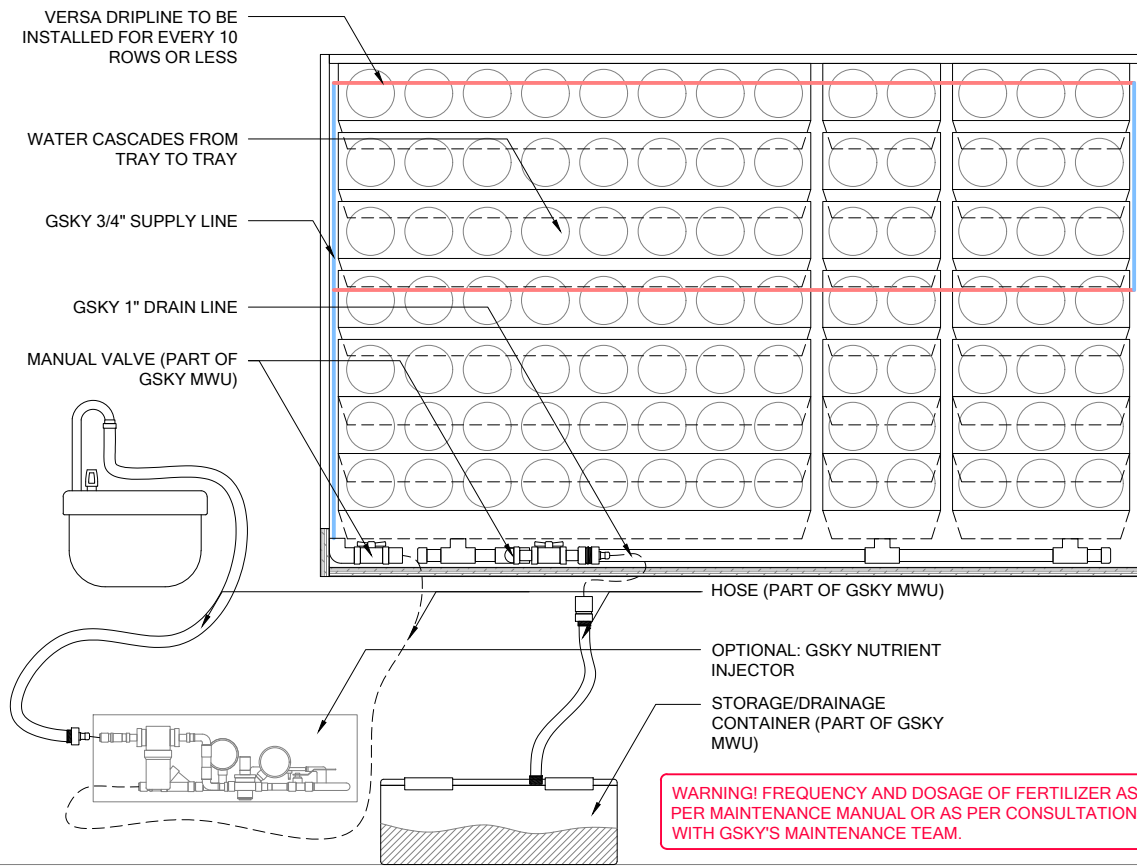 VERSA DRIPLINE TO BE
INSTALLED FOR EVERY 10
ROWS OR LESS
WATER CASCADES FROM
TRAY TO TRAY
GSKY 3/4" SUPPLY LINE
GSKY 1" DRAIN LINE
MANUAL VALVE (PART OF
GSKY MWU)
HOSE (PART OF GSKY MWU)
OPTIONAL: GSKY NUTRIENT
INJECTOR
STORAGE/DRAINAGE
CONTAINER (PART OF GSKY
MWU)
WARNING! FREQUENCY AND DOSAGE OF FERTILIZER AS
PER MAINTENANCE MANUAL OR AS PER CONSULTATION
WITH GSKY'S MAINTENANCE TEAM.